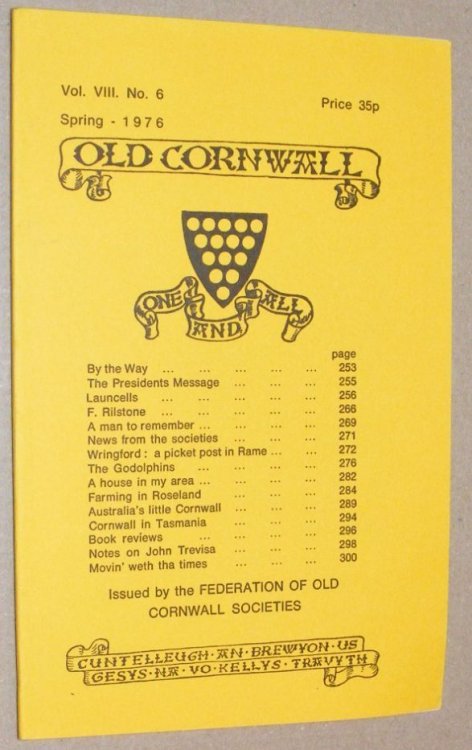 Vol. VIII. No. 6
Price 35p
Spring - 1976
OLD CORNWALL
ONE AND ALL
page
By the Way ... ... ... ... ... 253
The Presidents Message ... ... ... 255
Launcells ... ... ... ... ... 256
F. Rilstone ... ... ... ... ... 266
A man to remember ... ... ... ... 269
News from the societies ... ... ... 271
Wringford : a picket post in Rame ... ... 272
The Godolphins ... ... ... ... 276
A house in my area ... ... ... ... 282
Farming in Roseland ... ... ... 284
Australia's little Cornwall ... ... ... 289
Cornwall in Tasmania ... ... ... 294
Book reviews ... ... ... ... 296
Notes on John Trevisa ... ... ... 298
Movin' weth tha times ... ... ... 300
Issued by the FEDERATION OF OLD
CORNWALL SOCIETIES
CUNTELLEUGH · AN · BREWYON · US
GESYS · NA · VO · KELLYS · TRAVYTH